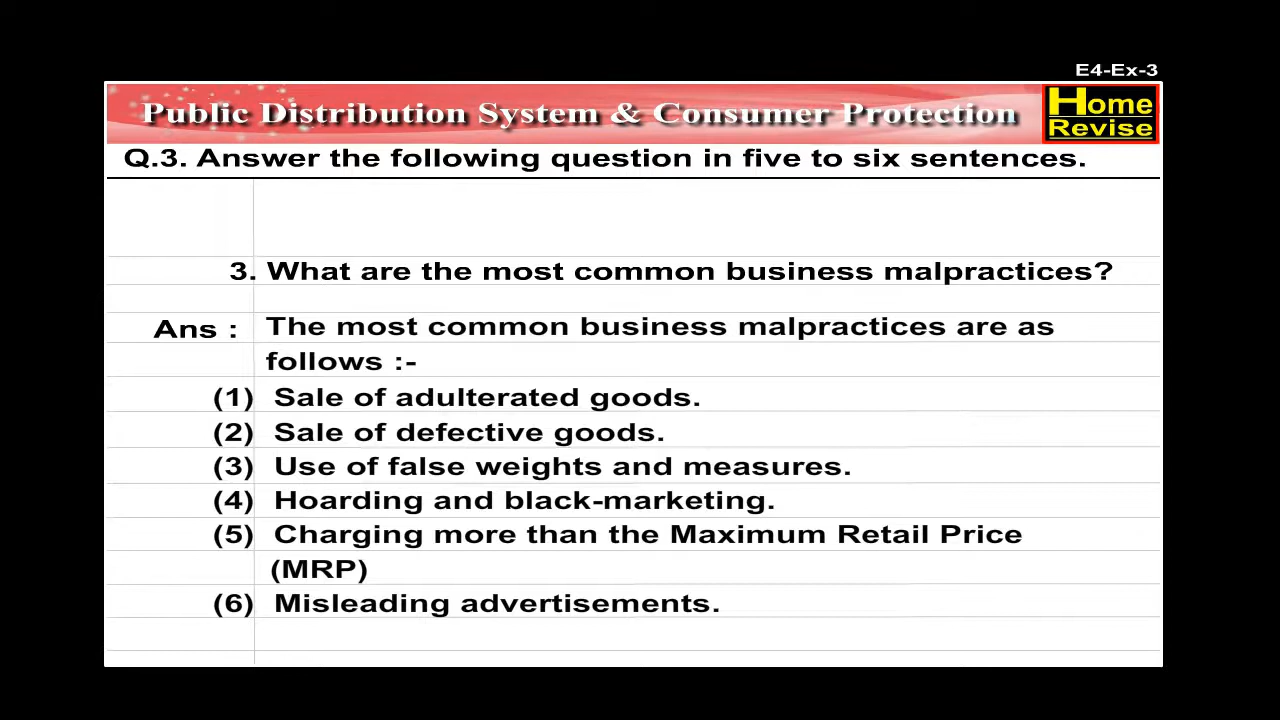 E4-Ex-3
Public Distribution System & Consumer Protection
Home
Revise
Q.3. Answer the following question in five to six sentences.
3. What are the most common business malpractices?
Ans : The most common business malpractices are as
follows :-
(1) Sale of adulterated goods.
(2) Sale of defective goods.
(3) Use of false weights and measures.
(4) Hoarding and black-marketing.
(5) Charging more than the Maximum Retail Price
(MRP)
(6) Misleading advertisements.